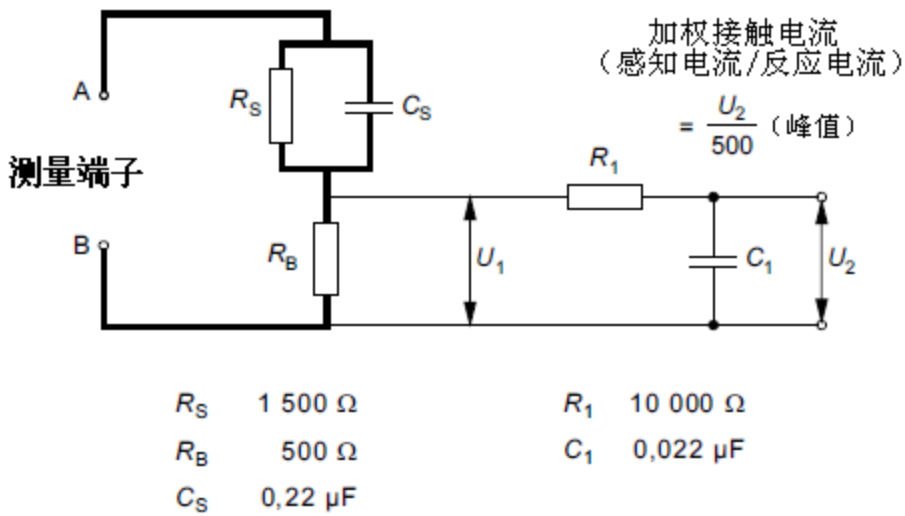 加权接触电流
（感知电流/反应电流）
= U2/500（峰值）
A
RS
CS
测量端子
R1
B
RB
U1
C1
U2
RS 1 500 Ω
R1 10 000 Ω
RB 500 Ω
C1 0,022 μF
CS 0,22 μF